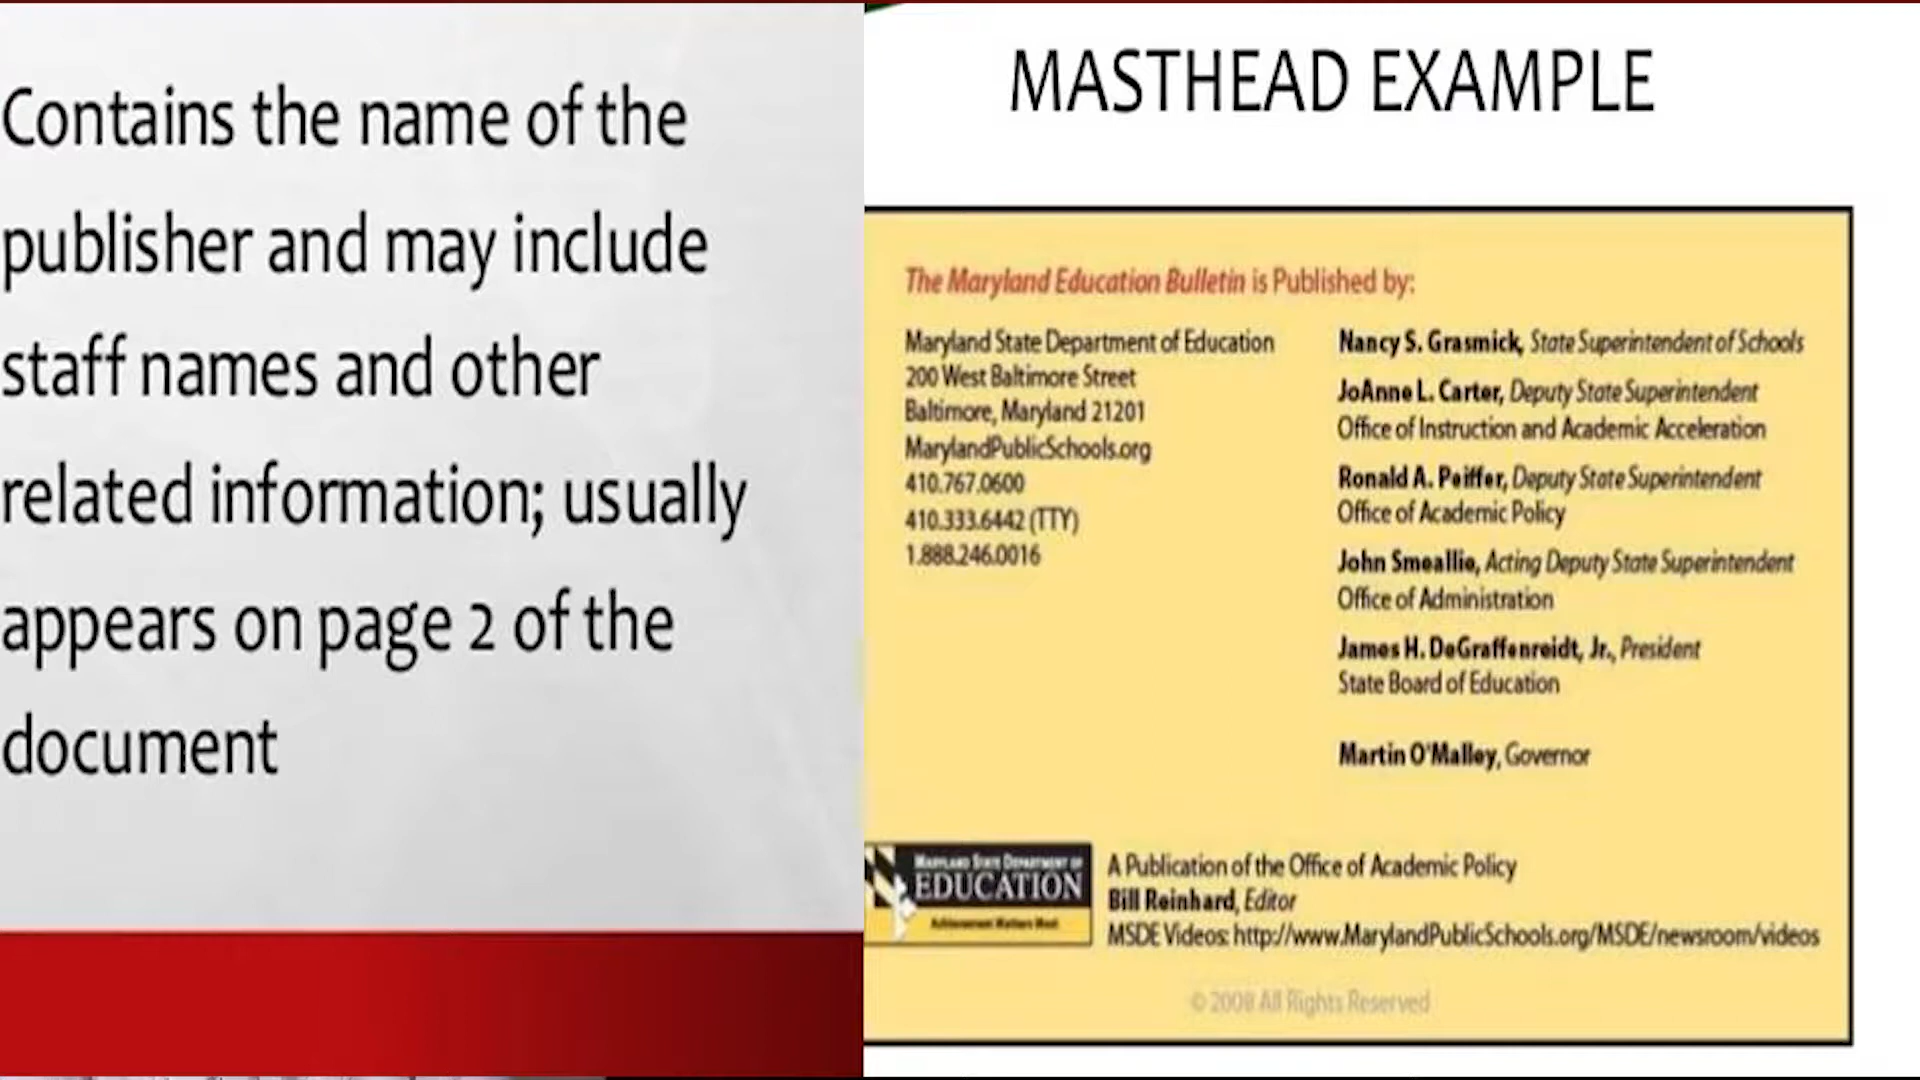 Contains the name of the
publisher and may include
staff names and other
related information; usually
appears on page 2 of the
document
MASTHEAD EXAMPLE
The Maryland Education Bulletin is Published by:
Maryland State Department of Education
200 West Baltimore Street
Baltimore, Maryland 21201
MarylandPublicSchools.org
410.767.0600
410.333.6442 (TTY)
1.888.246.0016
Nancy S. Grasmick, State Superintendent of Schools
JoAnne L. Carter, Deputy State Superintendent
Office of Instruction and Academic Acceleration
Ronald A. Peiffer, Deputy State Superintendent
Office of Academic Policy
John Smeallie, Acting Deputy State Superintendent
Office of Administration
James H. DeGraffenreidt, Jr., President
State Board of Education
Martin O'Malley, Governor
MARYLAND STATE DEPARTMENT OF
EDUCATION
Achievement Matters Most
A Publication of the Office of Academic Policy
Bill Reinhard, Editor
MSDE Videos: http://www.MarylandPublicSchools.org/MSDE/newsroom/videos
© 2008 All Rights Reserved